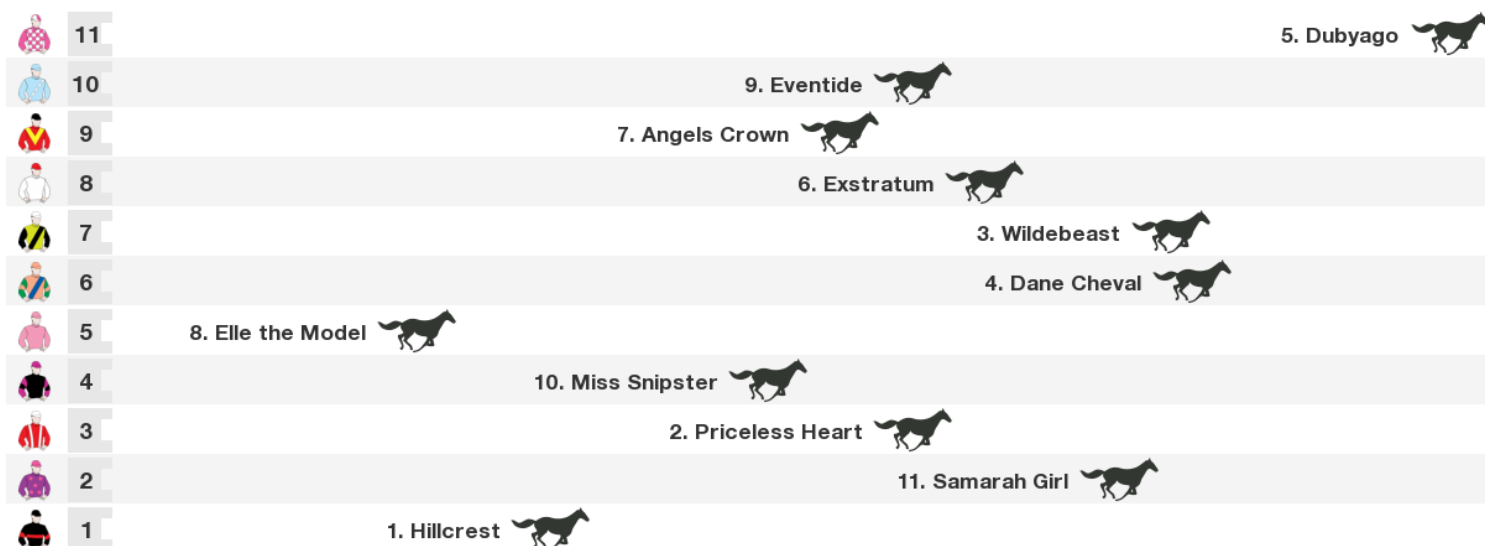 11 5. Dubyago
10 9. Eventide
9 7. Angels Crown
8 6. Exstratum
7 3. Wildebeast
6 4. Dane Cheval
5 8. Elle the Model
4 10. Miss Snipster
3 2. Priceless Heart
2 11. Samarah Girl
1 1. Hillcrest